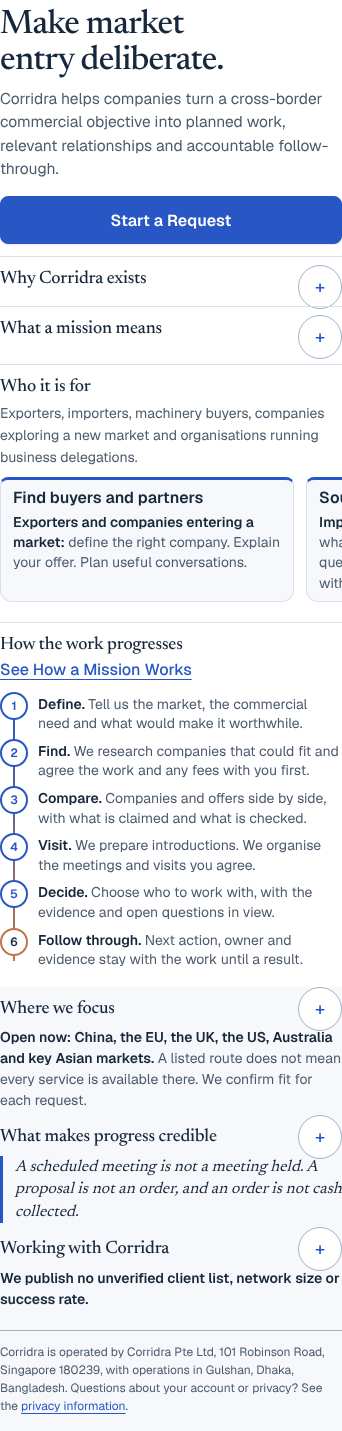 Make market
entry deliberate.
Corridra helps companies turn a cross-border
commercial objective into planned work,
relevant relationships and accountable follow-
through.
Start a Request
Why Corridra exists
+
What a mission means
+
Who it is for
Exporters, importers, machinery buyers, companies
exploring a new market and organisations running
business delegations.
Find buyers and partners
Exporters and companies entering a
market: define the right company. Explain
your offer. Plan useful conversations.
How the work progresses
See How a Mission Works
1 Define. Tell us the market, the commercial
need and what would make it worthwhile.
2 Find. We research companies that could fit and
agree the work and any fees with you first.
3 Compare. Companies and offers side by side,
with what is claimed and what is checked.
4 Visit. We prepare introductions. We organise
the meetings and visits you agree.
5 Decide. Choose who to work with, with the
evidence and open questions in view.
6 Follow through. Next action, owner and
evidence stay with the work until a result.
Where we focus
+
Open now: China, the EU, the UK, the US, Australia
and key Asian markets. A listed route does not mean
every service is available there. We confirm fit for
each request.
What makes progress credible
+
A scheduled meeting is not a meeting held. A
proposal is not an order, and an order is not cash
collected.
Working with Corridra
+
We publish no unverified client list, network size or
success rate.
Corridra is operated by Corridra Pte Ltd, 101 Robinson Road,
Singapore 180239, with operations in Gulshan, Dhaka,
Bangladesh. Questions about your account or privacy? See
the privacy information.